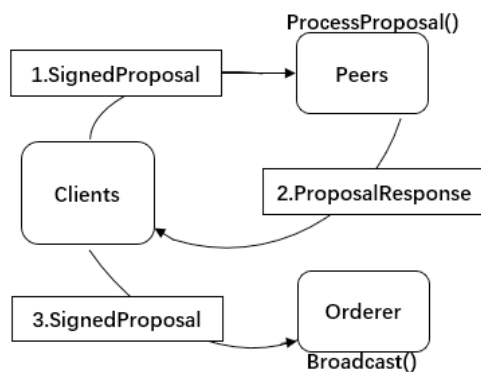 ProcessProposal()
1.SignedProposal
Peers
Clients
2.ProposalResponse
3.SignedProposal
Orderer
Broadcast()